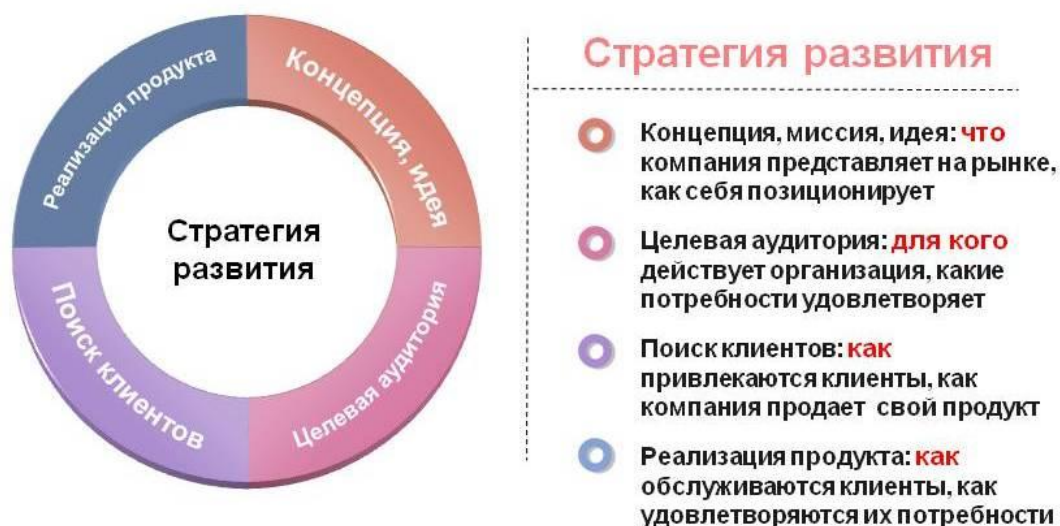 Реализация продукта
Концепция, идея
Стратегия
развития
Поиск клиентов
Целевая аудитория
Стратегия развития
Концепция, миссия, идея: что
компания представляет на рынке,
как себя позиционирует
Целевая аудитория: для кого
действует организация, какие
потребности удовлетворяет
Поиск клиентов: как
привлекаются клиенты, как
компания продает свой продукт
Реализация продукта: как
обслуживаются клиенты, как
удовлетворяются их потребности